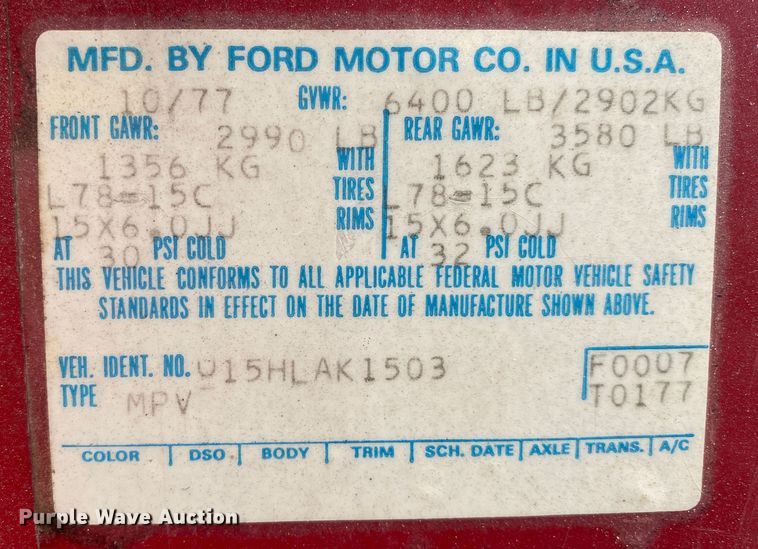 MFD. BY FORD MOTOR CO. IN U.S.A.
10/77 GVWR: 6400 LB/2902KG
FRONT GAWR: 2990 LB REAR GAWR: 3580 LB
1356 KG WITH 1623 KG WITH
L78-15C TIRES L78-15C TIRES
15X6.0JJ RIMS 15X6.0JJ RIMS
AT 30 PSI COLD AT 32 PSI COLD
THIS VEHICLE CONFORMS TO ALL APPLICABLE FEDERAL MOTOR VEHICLE SAFETY
STANDARDS IN EFFECT ON THE DATE OF MANUFACTURE SHOWN ABOVE.
VEH. IDENT. NO. U15HLAK1503 F0007
TYPE MPV T0177
COLOR DSO BODY TRIM SCH. DATE AXLE TRANS. A/C
Purple Wave Auction